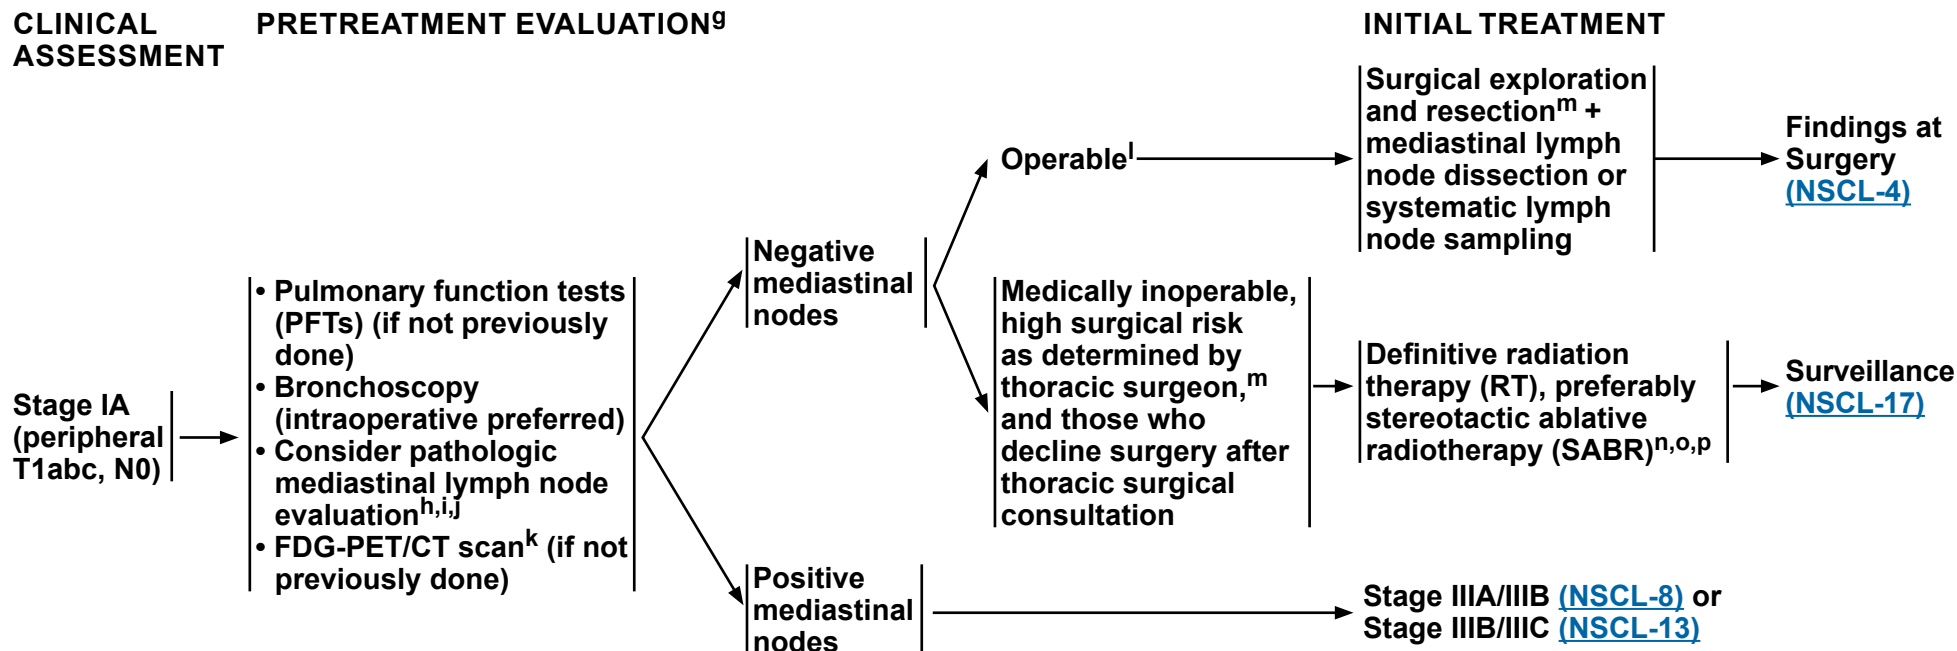 CLINICAL
ASSESSMENT
PRETREATMENT EVALUATIONg
INITIAL TREATMENT
Stage IA
(peripheral
T1abc, N0)
• Pulmonary function tests
(PFTs) (if not previously
done)
• Bronchoscopy
(intraoperative preferred)
• Consider pathologic
mediastinal lymph node
evaluationh,i,j
• FDG-PET/CT scank (if not
previously done)
Negative
mediastinal
nodes
Operablel
Surgical exploration
and resectionm +
mediastinal lymph
node dissection or
systematic lymph
node sampling
Findings at
Surgery
(NSCL-4)
Medically inoperable,
high surgical risk
as determined by
thoracic surgeon,m
and those who
decline surgery after
thoracic surgical
consultation
Definitive radiation
therapy (RT), preferably
stereotactic ablative
radiotherapy (SABR)n,o,p
Surveillance
(NSCL-17)
Positive
mediastinal
nodes
Stage IIIA/IIIB (NSCL-8) or
Stage IIIB/IIIC (NSCL-13)